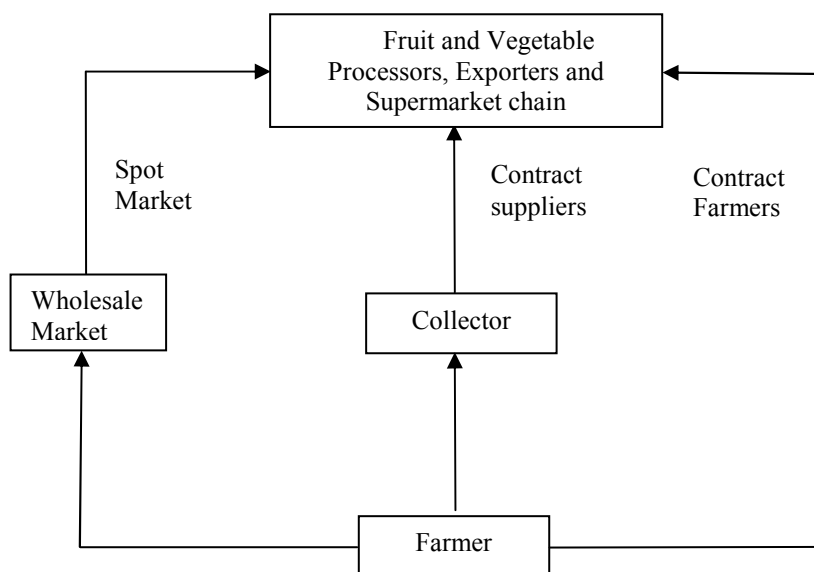 Fruit and Vegetable
Processors, Exporters and
Supermarket chain
Spot
Market
Contract
suppliers
Contract
Farmers
Wholesale
Market
Collector
Farmer